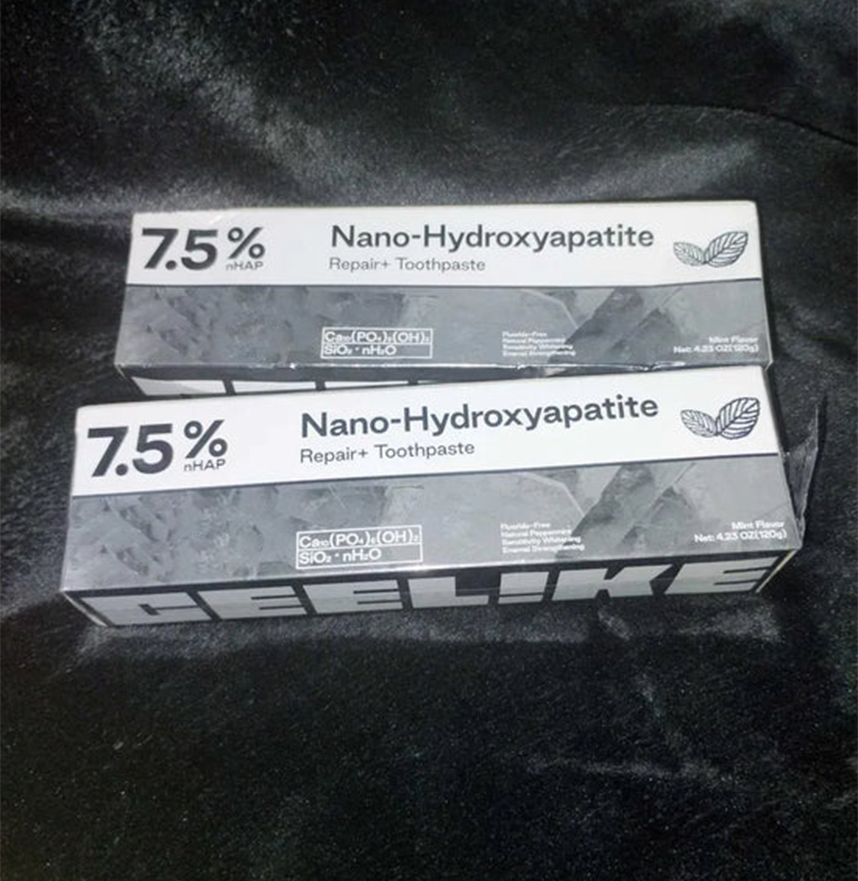 7.5%
nHAP
Nano-Hydroxyapatite
Repair+ Toothpaste
Ca₁₀(PO₄)₆(OH)₂
SiO₂ · nH₂O
Fluoride-Free
Natural Peppermint
Sensitivity Whitening
Enamel Strengthening
Mint Flavor
Net: 4.23 OZ(120g)
7.5%
nHAP
Nano-Hydroxyapatite
Repair+ Toothpaste
Ca₁₀(PO₄)₆(OH)₂
SiO₂ · nH₂O
Fluoride-Free
Natural Peppermint
Sensitivity Whitening
Enamel Strengthening
Mint Flavor
Net: 4.23 OZ(120g)
GEEL!KE